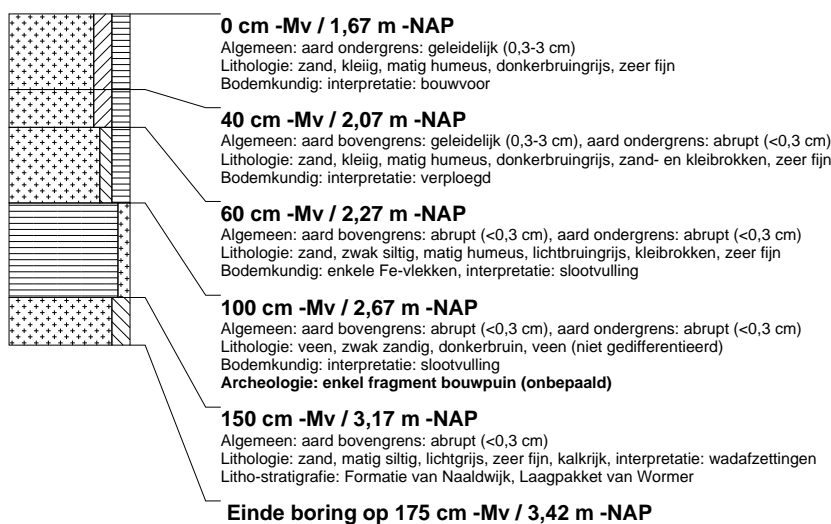 0 cm -Mv / 1,67 m -NAP
Algemeen: aard ondergrens: geleidelijk (0,3-3 cm)
Lithologie: zand, kleiig, matig humeus, donkerbruingrijs, zeer fijn
Bodemkundig: interpretatie: bouwvoor
40 cm -Mv / 2,07 m -NAP
Algemeen: aard bovengrens: geleidelijk (0,3-3 cm), aard ondergrens: abrupt (<0,3 cm)
Lithologie: zand, kleiig, matig humeus, donkerbruingrijs, zand- en kleibrokken, zeer fijn
Bodemkundig: interpretatie: verploegd
60 cm -Mv / 2,27 m -NAP
Algemeen: aard bovengrens: abrupt (<0,3 cm), aard ondergrens: abrupt (<0,3 cm)
Lithologie: zand, zwak siltig, matig humeus, lichtbruingrijs, kleibrokken, zeer fijn
Bodemkundig: enkele Fe-vlekken, interpretatie: slootvulling
100 cm -Mv / 2,67 m -NAP
Algemeen: aard bovengrens: abrupt (<0,3 cm), aard ondergrens: abrupt (<0,3 cm)
Lithologie: veen, zwak zandig, donkerbruin, veen (niet gedifferentieerd)
Bodemkundig: interpretatie: slootvulling
Archeologie: enkel fragment bouwpuin (onbepaald)
150 cm -Mv / 3,17 m -NAP
Algemeen: aard bovengrens: abrupt (<0,3 cm)
Lithologie: zand, matig siltig, lichtgrijs, zeer fijn, kalkrijk, interpretatie: wadafzettingen
Litho-stratigrafie: Formatie van Naaldwijk, Laagpakket van Wormer
Einde boring op 175 cm -Mv / 3,42 m -NAP